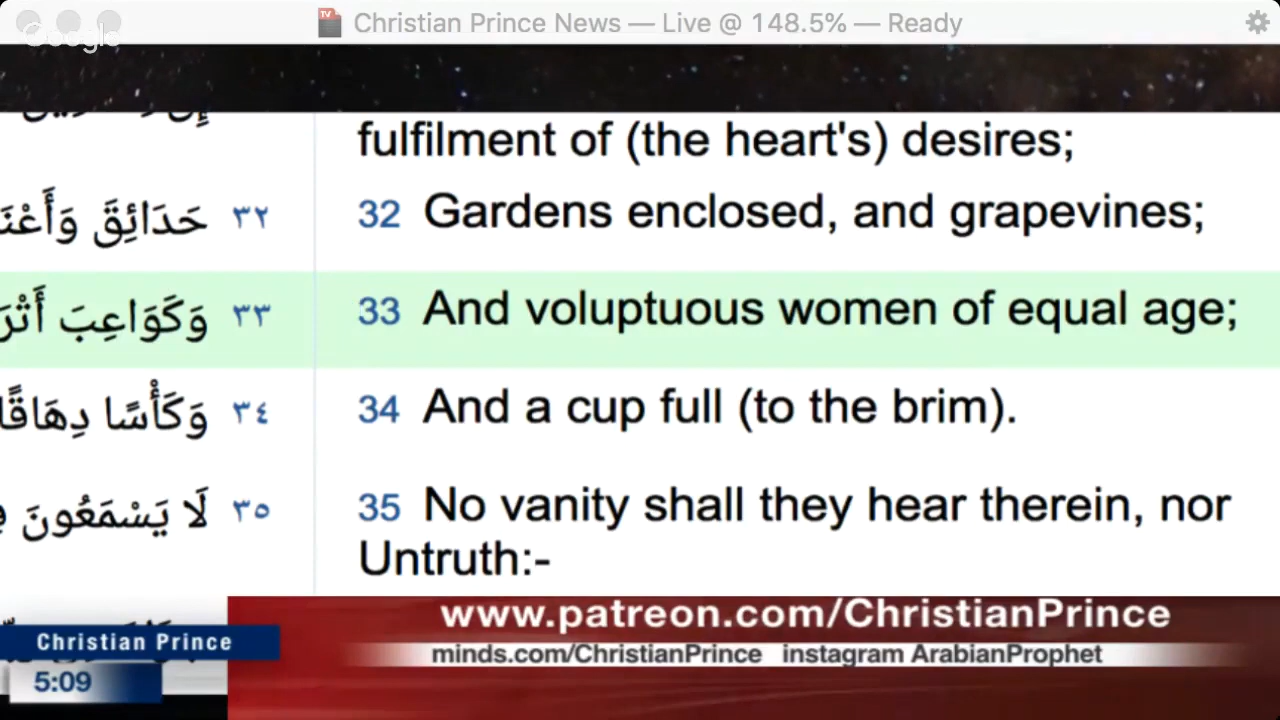 Christian Prince News — Live @ 148.5% — Ready
Google
fulfilment of (the heart's) desires;
حَدَائِقَ ٣٢
32 Gardens enclosed, and grapevines;
وَكَوَاعِبَ ٣٣
33 And voluptuous women of equal age;
وَكَأْسًا دِهَاقًا ٣٤
34 And a cup full (to the brim).
لَا يَسْمَعُونَ ٣٥
35 No vanity shall they hear therein, nor
Untruth:-
www.patreon.com/ChristianPrince
Christian Prince
minds.com/ChristianPrince instagram ArabianProphet
5:09